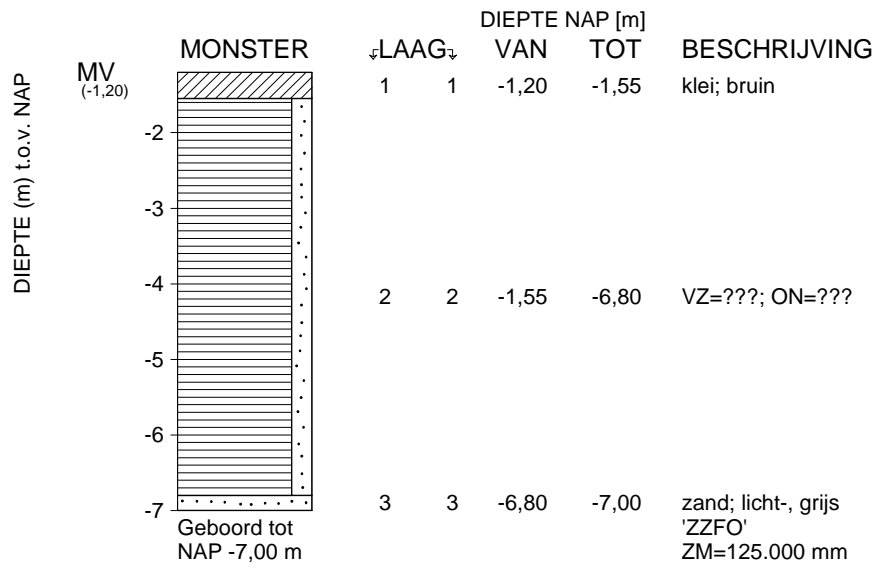 DIEPTE NAP [m]
MONSTER LAAG VAN TOT BESCHRIJVING
MV
(-1,20)
1 1 -1,20 -1,55 klei; bruin
DIEPTE (m) t.o.v. NAP
-2
-3
-4
2 2 -1,55 -6,80 VZ=???; ON=???
-5
-6
-7
3 3 -6,80 -7,00 zand; licht-, grijs
'ZZFO'
ZM=125.000 mm
Geboord tot
NAP -7,00 m